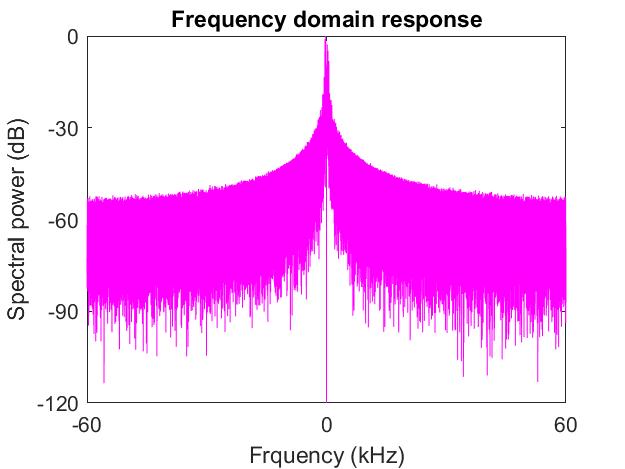 Frequency domain response
Spectral power (dB)
0
-30
-60
-90
-120
-60
0
60
Frquency (kHz)